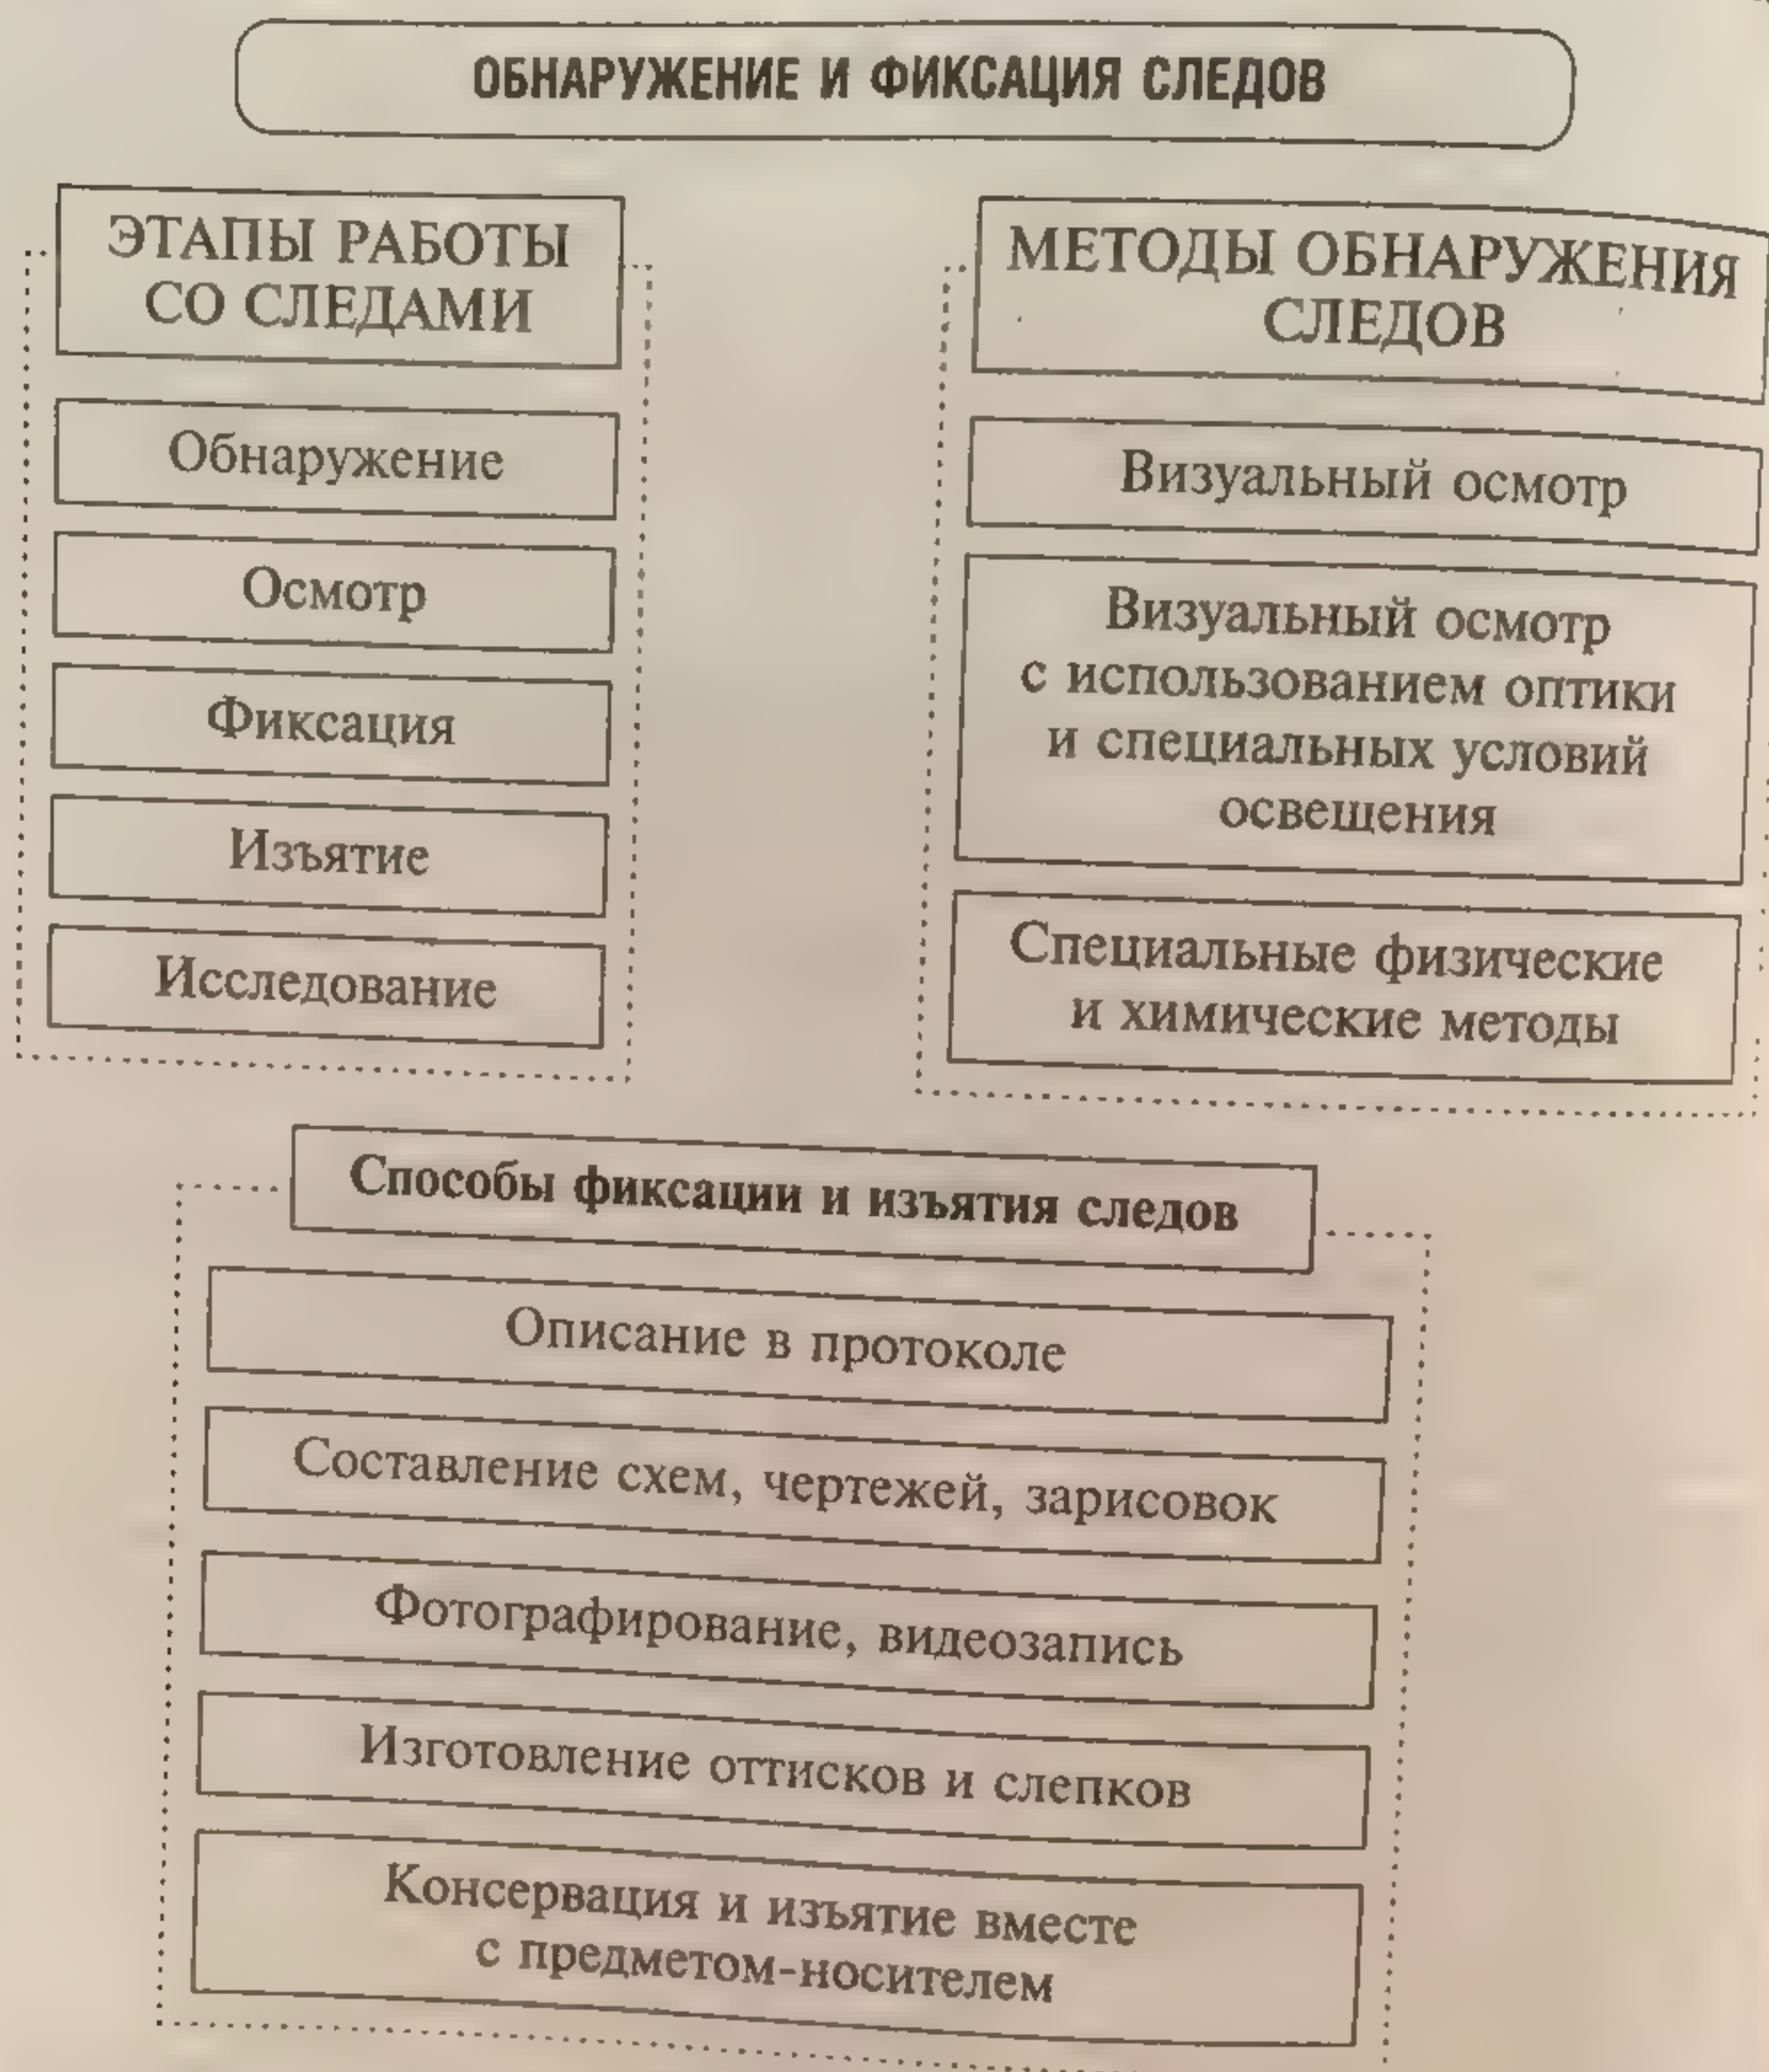 ОБНАРУЖЕНИЕ И ФИКСАЦИЯ СЛЕДОВ
ЭТАПЫ РАБОТЫ
СО СЛЕДАМИ
Обнаружение
Осмотр
Фиксация
Изъятие
Исследование
МЕТОДЫ ОБНАРУЖЕНИЯ
СЛЕДОВ
Визуальный осмотр
Визуальный осмотр
с использованием оптики
и специальных условий
освещения
Специальные физические
и химические методы
Способы фиксации и изъятия следов
Описание в протоколе
Составление схем, чертежей, зарисовок
Фотографирование, видеозапись
Изготовление оттисков и слепков
Консервация и изъятие вместе
с предметом-носителем